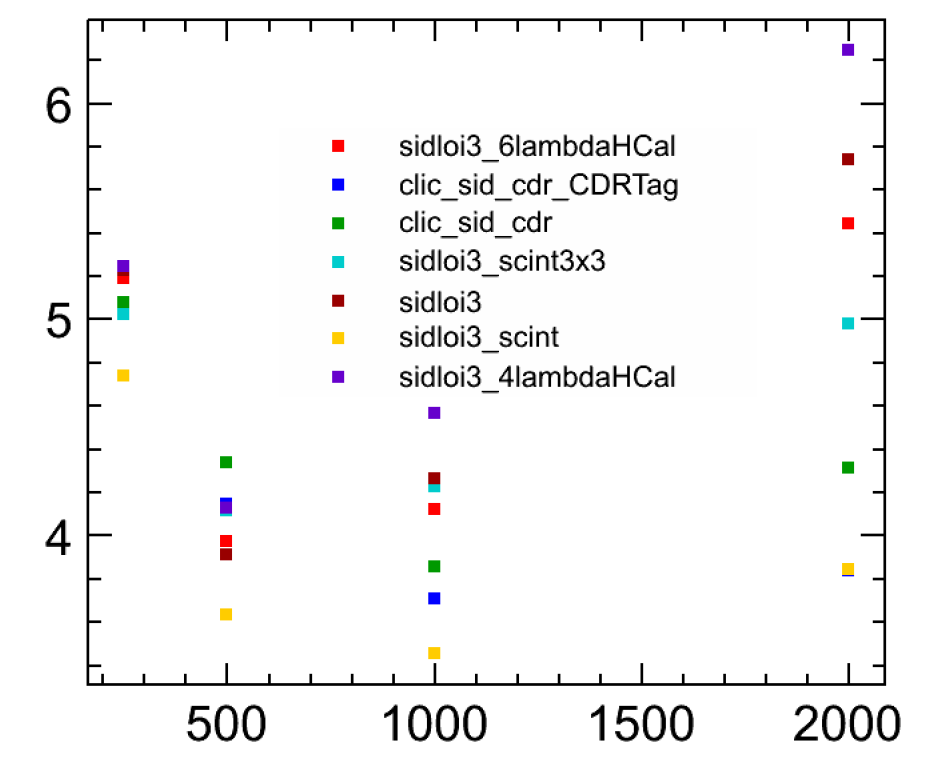 6
sidloi3_6lambdaHCal
clic_sid_cdr_CDRTag
clic_sid_cdr
sidloi3_scint3x3
sidloi3
5
sidloi3_scint
sidloi3_4lambdaHCal
4
500 1000 1500 2000